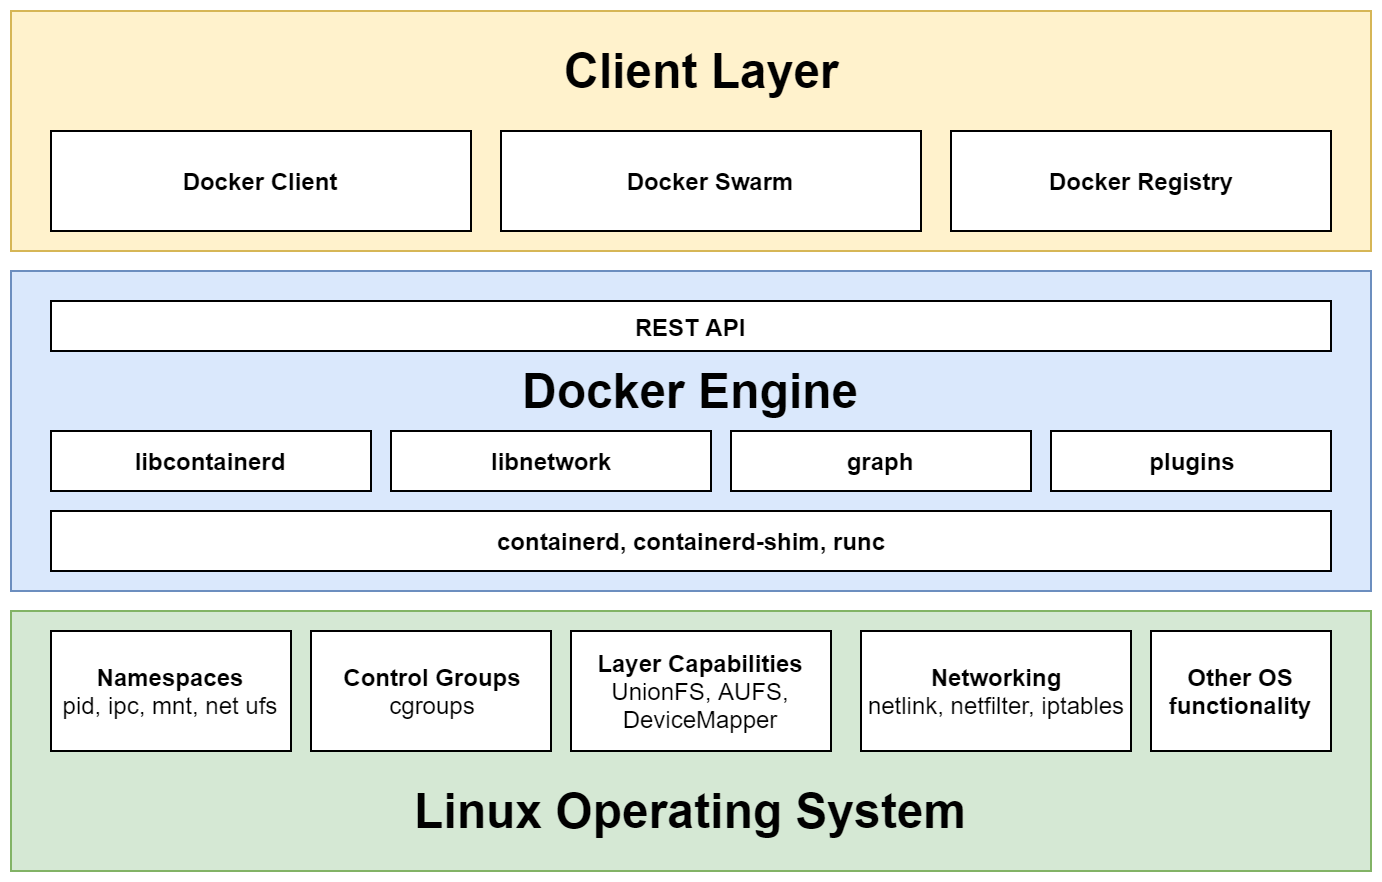 Client Layer
Docker Client
Docker Swarm
Docker Registry
REST API
Docker Engine
libcontainerd
libnetwork
graph
plugins
containerd, containerd-shim, runc
Namespaces
pid, ipc, mnt, net ufs
Control Groups
cgroups
Layer Capabilities
UnionFS, AUFS,
DeviceMapper
Networking
netlink, netfilter, iptables
Other OS
functionality
Linux Operating System